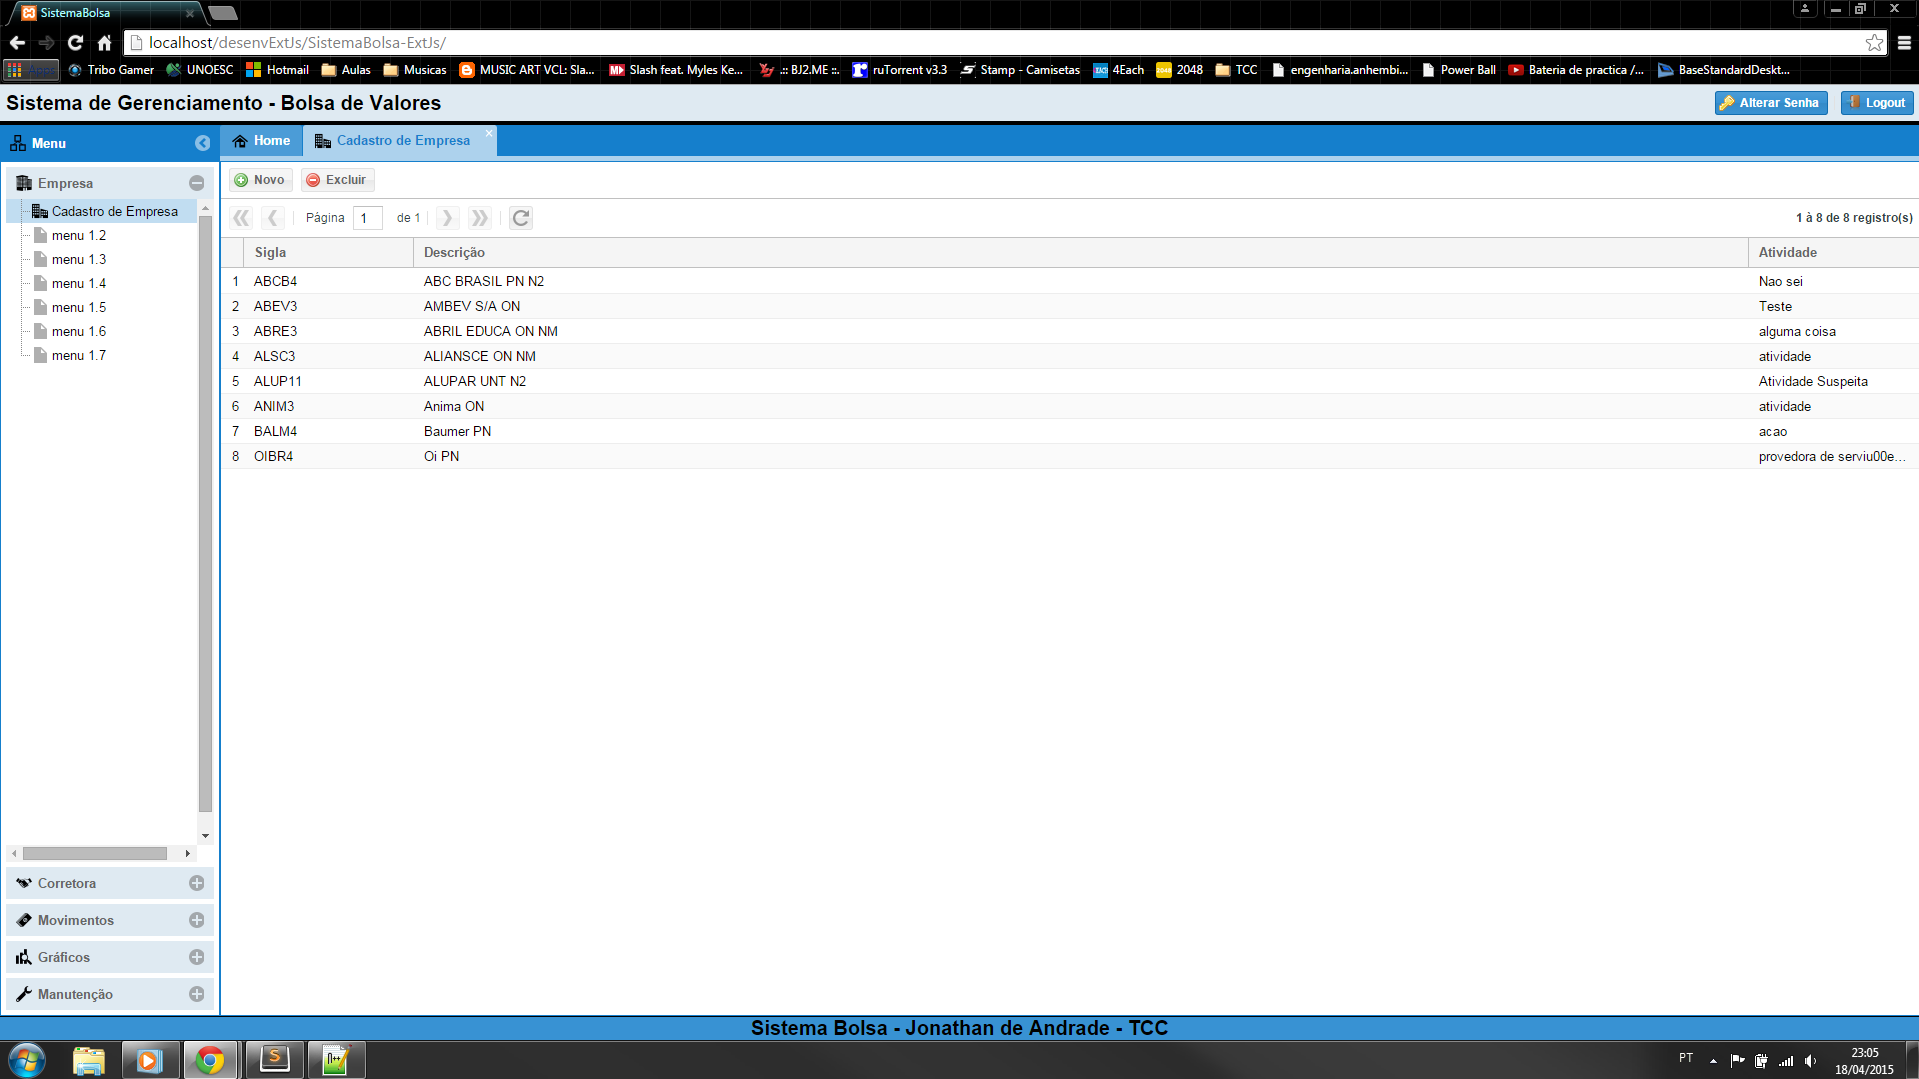 SistemaBolsa
localhost/desenvExtJs/SistemaBolsa-ExtJs/
Tribo Gamer UNOESC Hotmail Aulas Musicas MUSIC ART VCL: Sla... Slash feat. Myles Ke... .:: BJ2.ME ::. ruTorrent v3.3 Stamp - Camisetas 4Each 2048 TCC engenharia.anhembi... Power Ball Bateria de practica /... BaseStandardDeskt...
Sistema de Gerenciamento - Bolsa de Valores
Alterar Senha Logout
Menu
Home Cadastro de Empresa
Empresa
Cadastro de Empresa
menu 1.2
menu 1.3
menu 1.4
menu 1.5
menu 1.6
menu 1.7
Corretora
Movimentos
Gráficos
Manutenção
Novo Excluir
Página 1 de 1
1 à 8 de 8 registro(s)
Sigla Descrição Atividade
1 ABCB4 ABC BRASIL PN N2 Nao sei
2 ABEV3 AMBEV S/A ON Teste
3 ABRE3 ABRIL EDUCA ON NM alguma coisa
4 ALSC3 ALIANSCE ON NM atividade
5 ALUP11 ALUPAR UNT N2 Atividade Suspeita
6 ANIM3 Anima ON atividade
7 BALM4 Baumer PN acao
8 OIBR4 Oi PN provedora de serviu00e...
Sistema Bolsa - Jonathan de Andrade - TCC
PT
23:05
18/04/2015